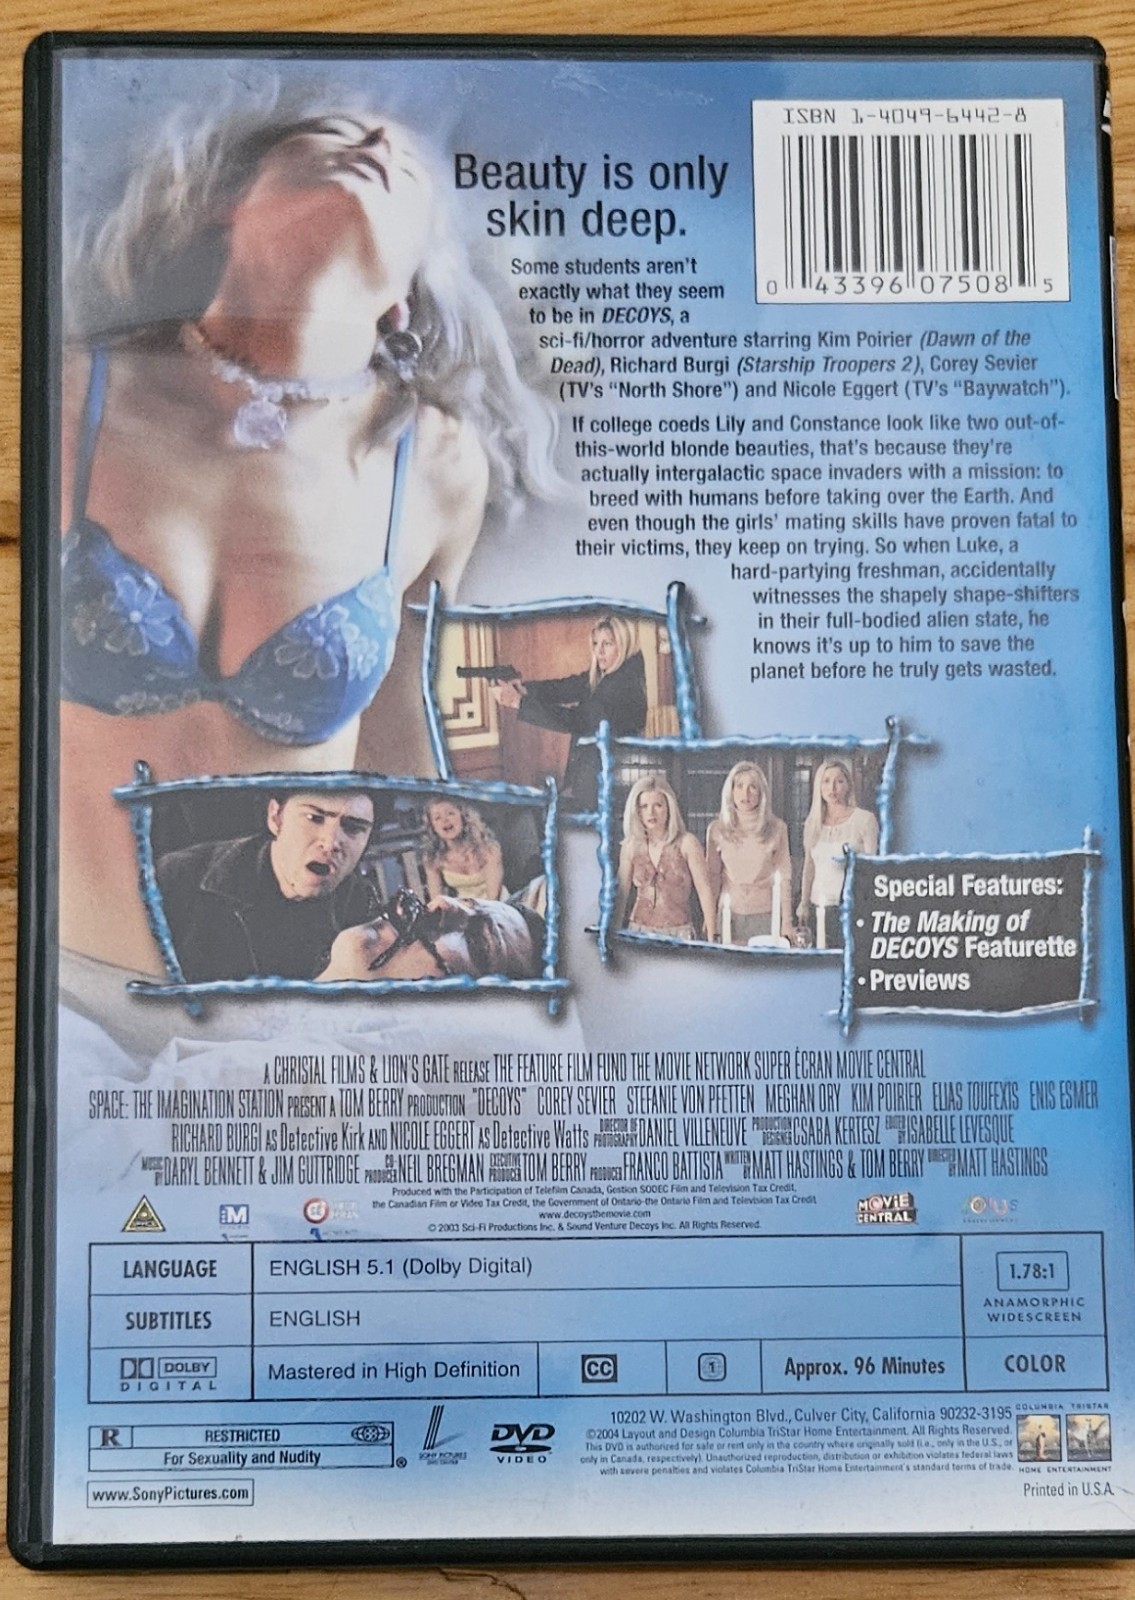 ISBN 1-4049-6442-8
0 43396 07508 5
Beauty is only
skin deep.
Some students aren't
exactly what they seem
to be in DECOYS, a
sci-fi/horror adventure starring Kim Poirier (Dawn of the
Dead), Richard Burgi (Starship Troopers 2), Corey Sevier
(TV's "North Shore") and Nicole Eggert (TV's "Baywatch").
If college coeds Lily and Constance look like two out-of-
this-world blonde beauties, that's because they're
actually intergalactic space invaders with a mission: to
breed with humans before taking over the Earth. And
even though the girls' mating skills have proven fatal to
their victims, they keep on trying. So when Luke, a
hard-partying freshman, accidentally
witnesses the shapely shape-shifters
in their full-bodied alien state, he
knows it's up to him to save the
planet before he truly gets wasted.
Special Features:
• The Making of
DECOYS Featurette
• Previews
A CHRISTAL FILMS & LION'S GATE RELEASE THE FEATURE FILM FUND THE MOVIE NETWORK SUPER ÉCRAN MOVIE CENTRAL
SPACE: THE IMAGINATION STATION PRESENT A TOM BERRY PRODUCTION "DECOYS" COREY SEVIER STEFANIE VON PFETTEN MEGHAN ORY KIM POIRIER ELIAS TOUFEXIS ENIS ESMER
RICHARD BURGI AS Detective Kirk AND NICOLE EGGERT AS Detective Watts DIRECTOR OF PHOTOGRAPHY DANIEL VILLENEUVE PRODUCTION DESIGNER CSABA KERTESZ EDITED BY ISABELLE LEVESQUE
MUSIC BY DARYL BENNETT & JIM GUTTRIDGE CO-PRODUCER NEIL BREGMAN EXECUTIVE PRODUCER TOM BERRY PRODUCER FRANCO BATTISTA WRITTEN BY MATT HASTINGS & TOM BERRY DIRECTED BY MATT HASTINGS
Produced with the Participation of Telefilm Canada, Gestion SODEC Film and Television Tax Credit,
the Canadian Film or Video Tax Credit, the Government of Ontario-the Ontario Film and Television Tax Credit
www.decoysthemovie.com
© 2003 Sci-Fi Productions Inc. & Sound Venture Decoys Inc. All Rights Reserved.
M
MOVIE
CENTRAL
LANGUAGE ENGLISH 5.1 (Dolby Digital)
1.78:1
ANAMORPHIC
WIDESCREEN
SUBTITLES ENGLISH
DOLBY
DIGITAL
Mastered in High Definition CC 1 Approx. 96 Minutes COLOR
R RESTRICTED ®
For Sexuality and Nudity
SONY PICTURES
DVD
VIDEO
10202 W. Washington Blvd., Culver City, California 90232-3195
©2004 Layout and Design Columbia TriStar Home Entertainment. All Rights Reserved.
This DVD is authorized for sale or rent only in the country where originally sold (i.e., only in the U.S., or
only in Canada, respectively). Unauthorized reproduction, distribution or exhibition violates federal laws
with severe penalties and violates Columbia TriStar Home Entertainment's standard terms of trade.
COLUMBIA TRISTAR
HOME ENTERTAINMENT
www.SonyPictures.com
Printed in U.S.A.